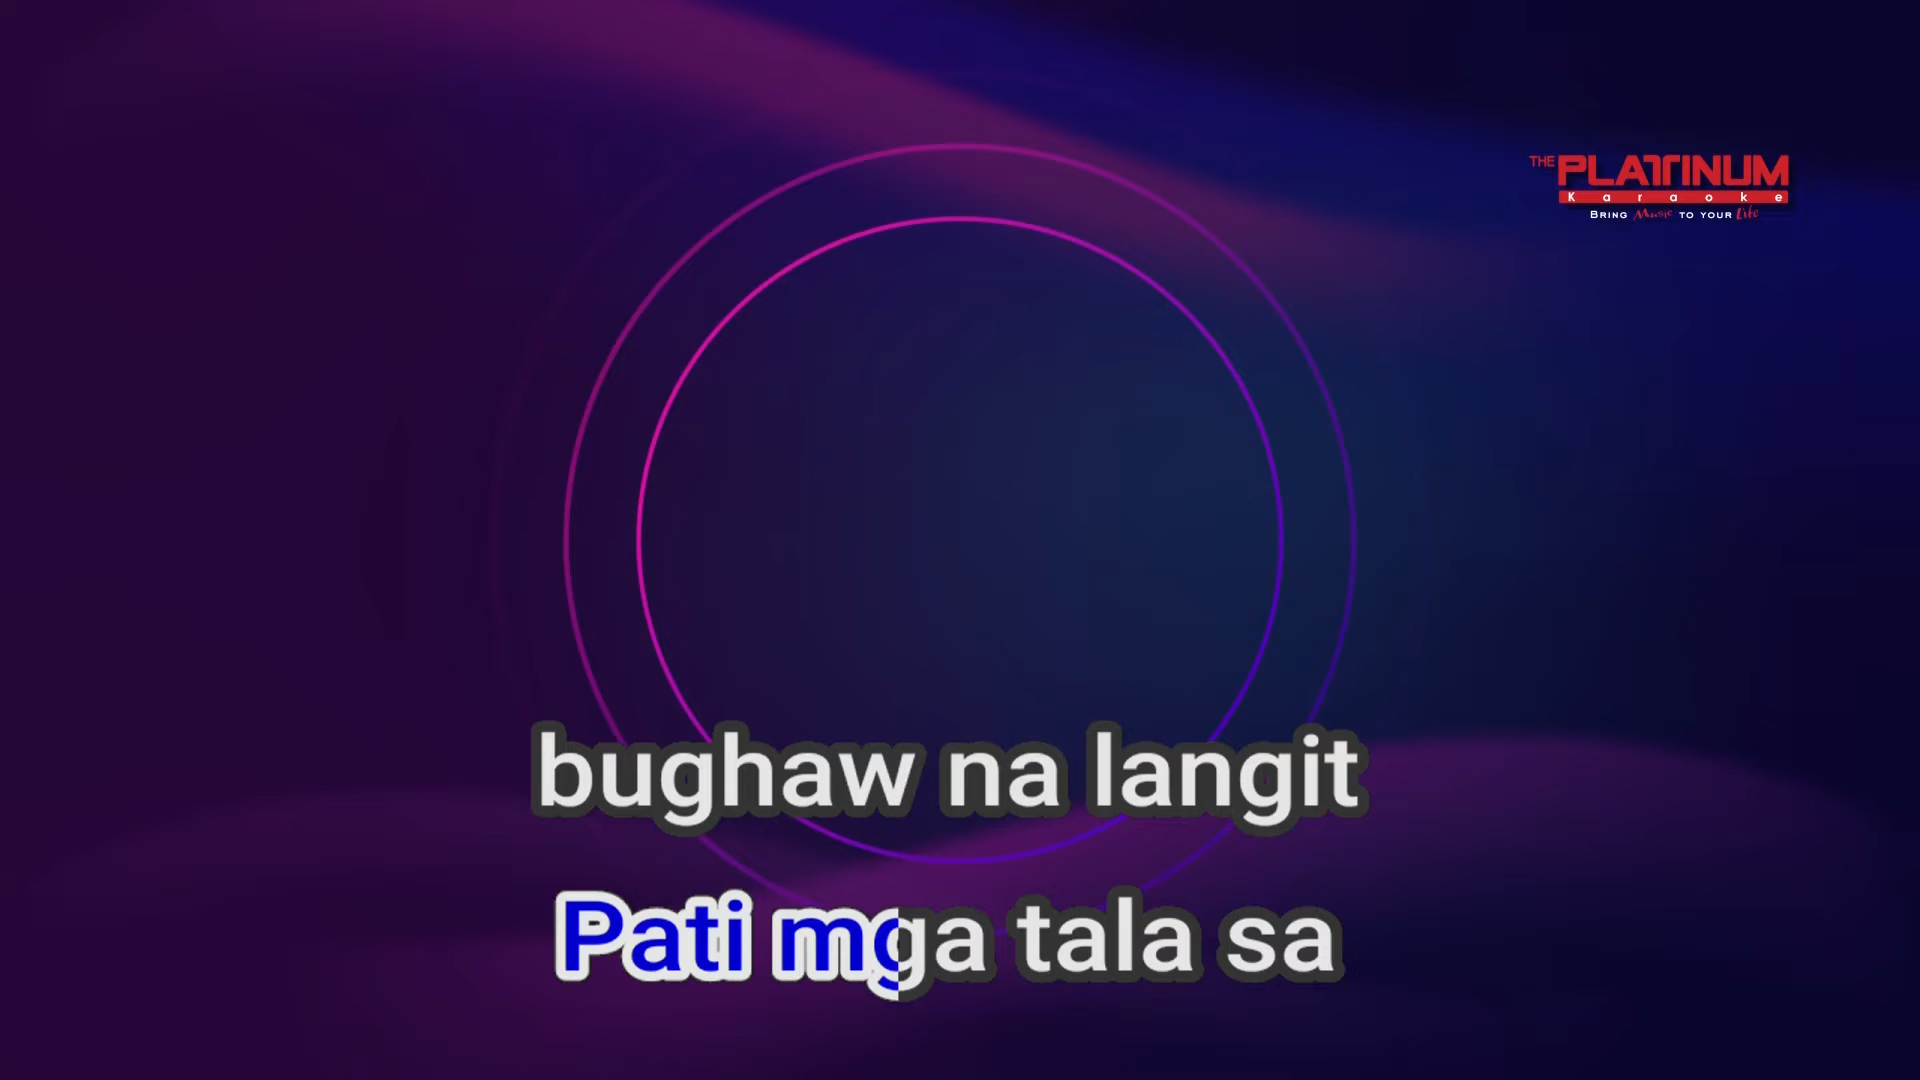 THE PLATINUM
Karaoke
BRING Music TO YOUR Life
bughaw na langit
Pati mga tala sa